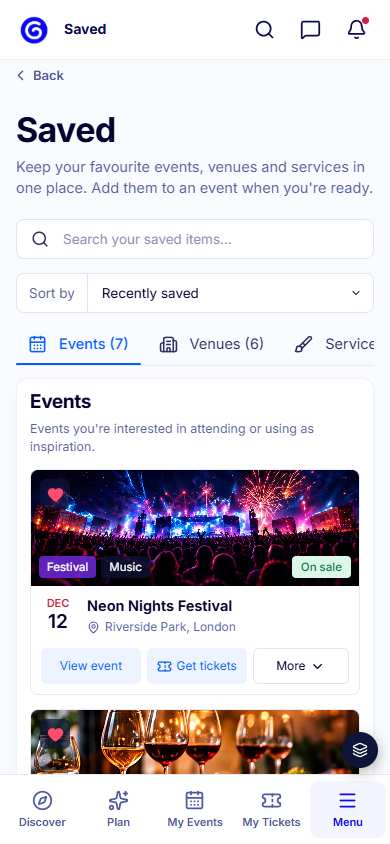 Saved
Back
Saved
Keep your favourite events, venues and services in
one place. Add them to an event when you're ready.
Search your saved items...
Sort by
Recently saved
Events (7)
Venues (6)
Service
Events
Events you're interested in attending or using as
inspiration.
Festival
Music
On sale
DEC
12
Neon Nights Festival
Riverside Park, London
View event
Get tickets
More
Discover
Plan
My Events
My Tickets
Menu